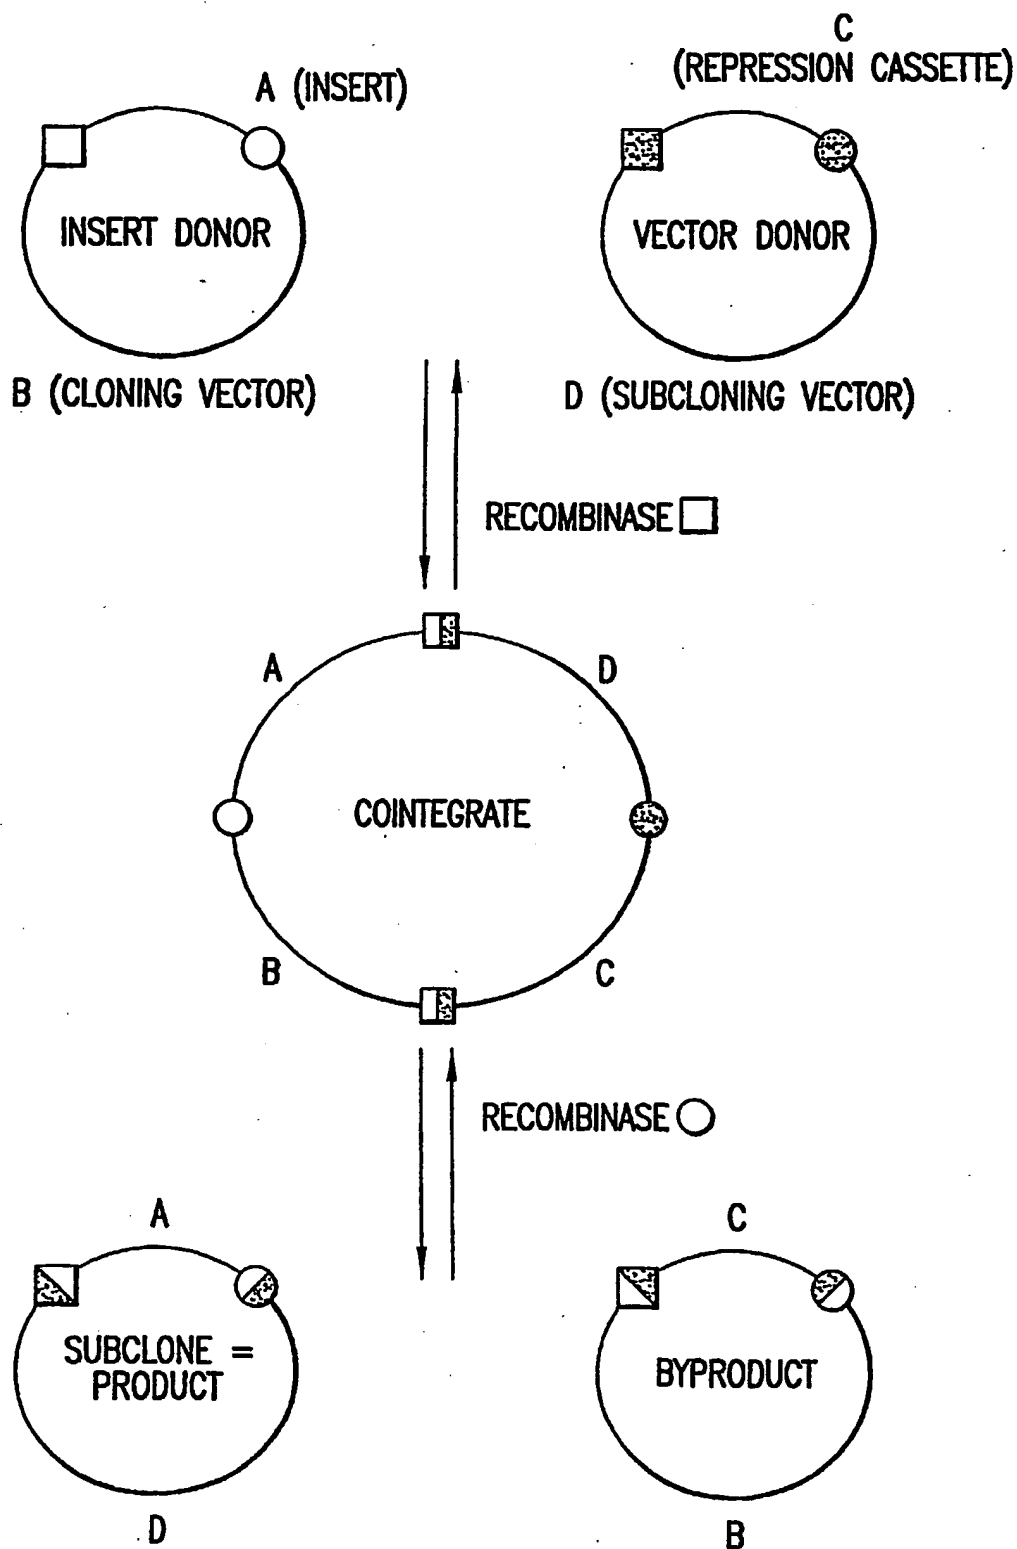 C
(REPRESSION CASSETTE)
A (INSERT)
INSERT DONOR
VECTOR DONOR
B (CLONING VECTOR)
D (SUBCLONING VECTOR)
RECOMBINASE
A
D
COINTEGRATE
B
C
RECOMBINASE
A
C
SUBCLONE =
PRODUCT
BYPRODUCT
D
B